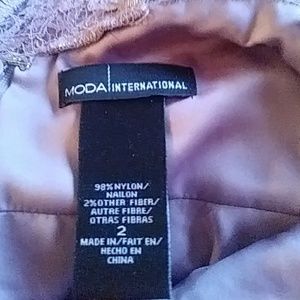 MODA INTERNATIONAL
98% NYLON/
NAILON
2% OTHER FIBER/
AUTRE FIBRE/
OTRAS FIBRAS
2
MADE IN/FAIT EN/
HECHO EN
CHINA